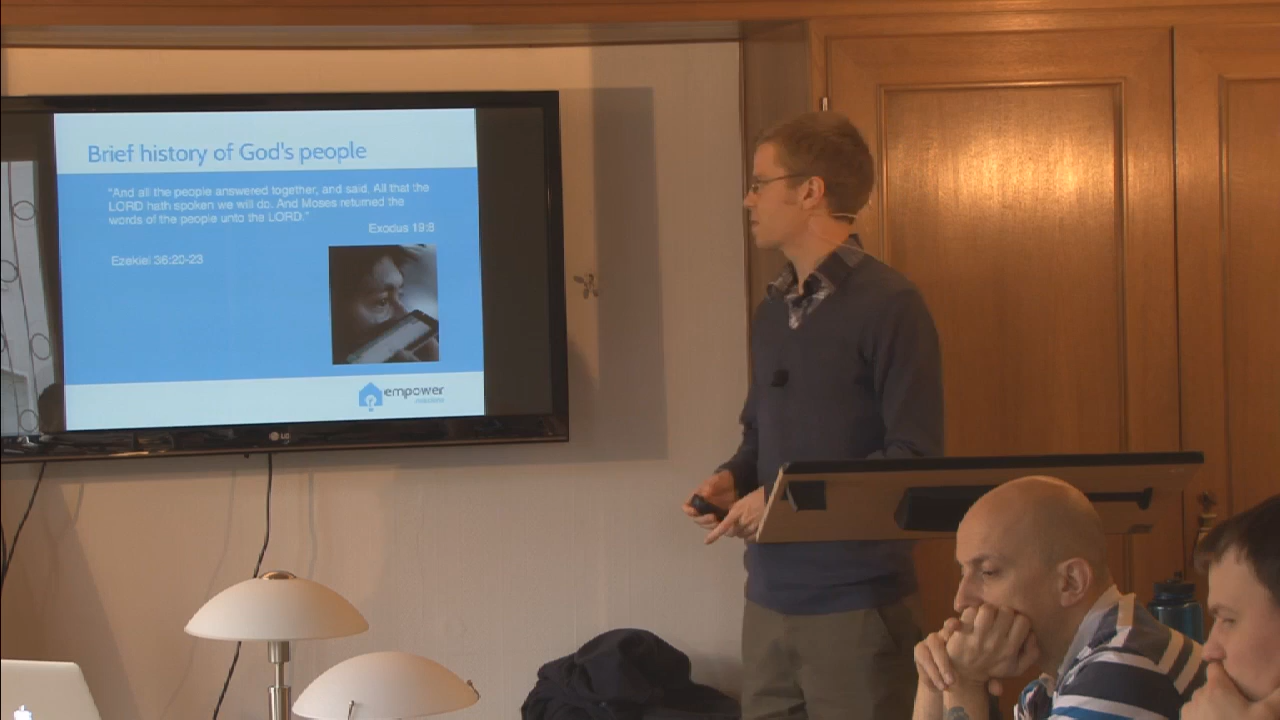 Brief history of God's people
"And all the people answered together, and said, All that the
LORD hath spoken we will do. And Moses returned the
words of the people unto the LORD."
Exodus 19:8
Ezekiel 36:20-23
empower
LG